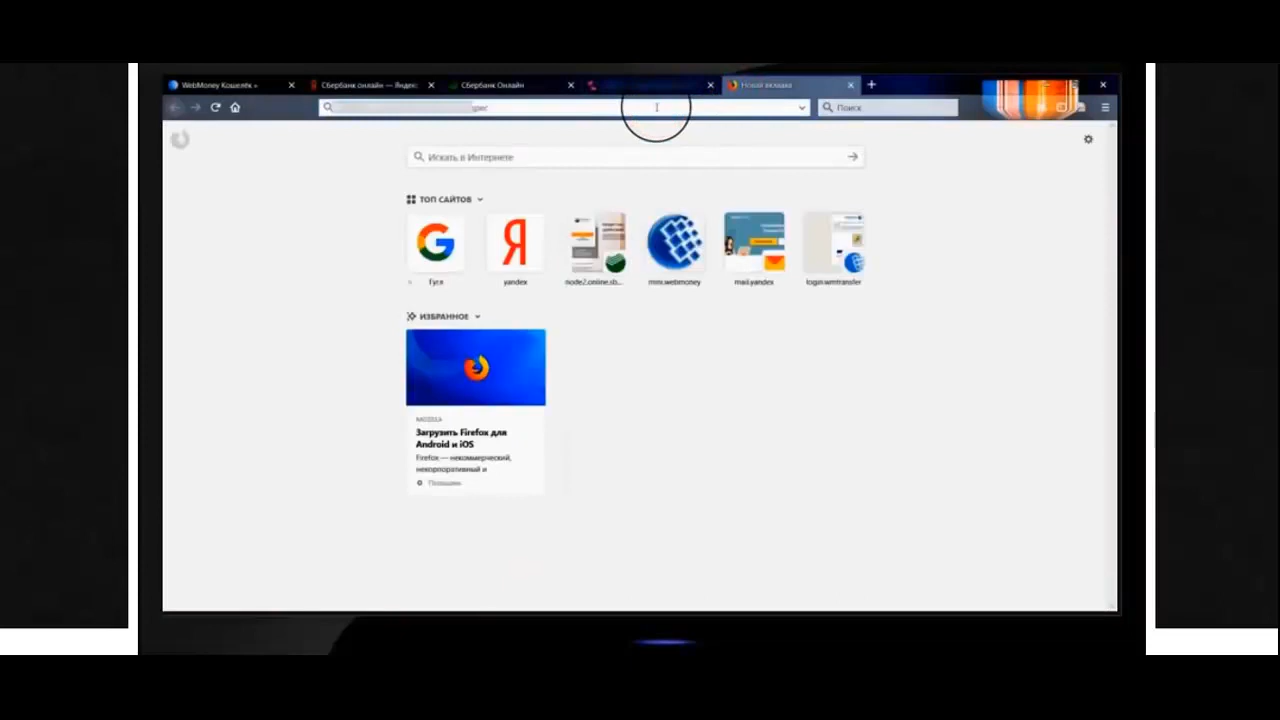 WebMoney Кошелёк »
Сбербанк онлайн — Яндекс
Сбербанк Онлайн
Новая вкладка
Поиск
Искать в Интернете
ТОП САЙТОВ
Гугл
yandex
node2.online.sb...
mini.webmoney
mail.yandex
login.wmtransfer
ИЗБРАННОЕ
MOZILLA
Загрузить Firefox для
Android и iOS
Firefox — некоммерческий,
некорпоративный и